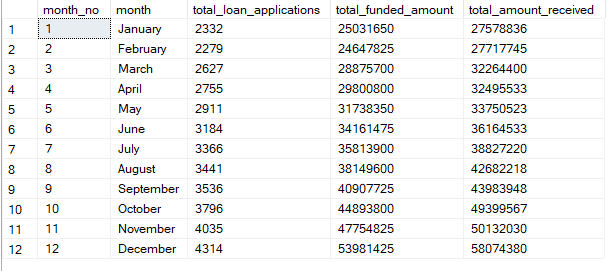 month_no month total_loan_applications total_funded_amount total_amount_received
1 1 January 2332 25031650 27578836
2 2 February 2279 24647825 27717745
3 3 March 2627 28875700 32264400
4 4 April 2755 29800800 32495533
5 5 May 2911 31738350 33750523
6 6 June 3184 34161475 36164533
7 7 July 3366 35813900 38827220
8 8 August 3441 38149600 42682218
9 9 September 3536 40907725 43983948
10 10 October 3796 44893800 49399567
11 11 November 4035 47754825 50132030
12 12 December 4314 53981425 58074380